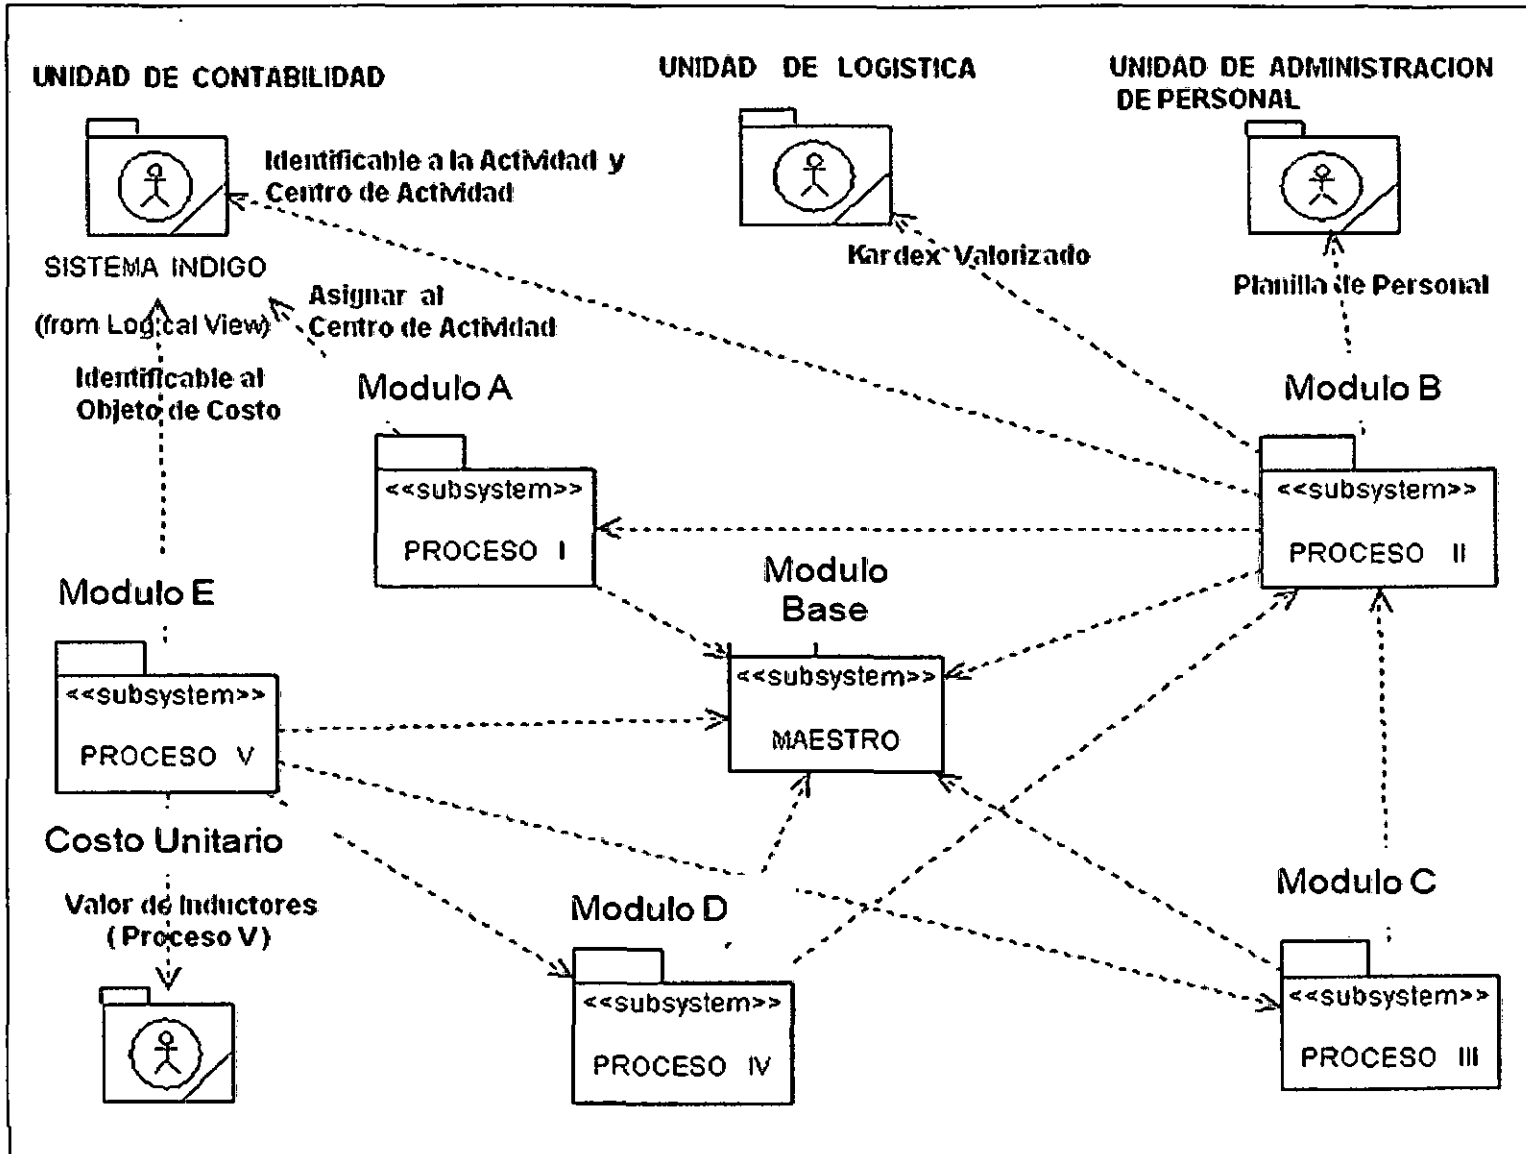 UNIDAD DE CONTABILIDAD
UNIDAD DE LOGISTICA
UNIDAD DE ADMINISTRACION
DE PERSONAL
Identificable a la Actividad y
Centro de Actividad
SISTEMA INDIGO
(from Logical View)
Kardex Valorizado
Planilla de Personal
Asignar al
Centro de Actividad
Identificable al
Objeto de Costo
Modulo A
<<subsystem>>
PROCESO I
Modulo B
<<subsystem>>
PROCESO II
Modulo
Base
<<subsystem>>
MAESTRO
Modulo E
<<subsystem>>
PROCESO V
Costo Unitario
Valor de Inductores
( Proceso V )
Modulo D
<<subsystem>>
PROCESO IV
Modulo C
<<subsystem>>
PROCESO III